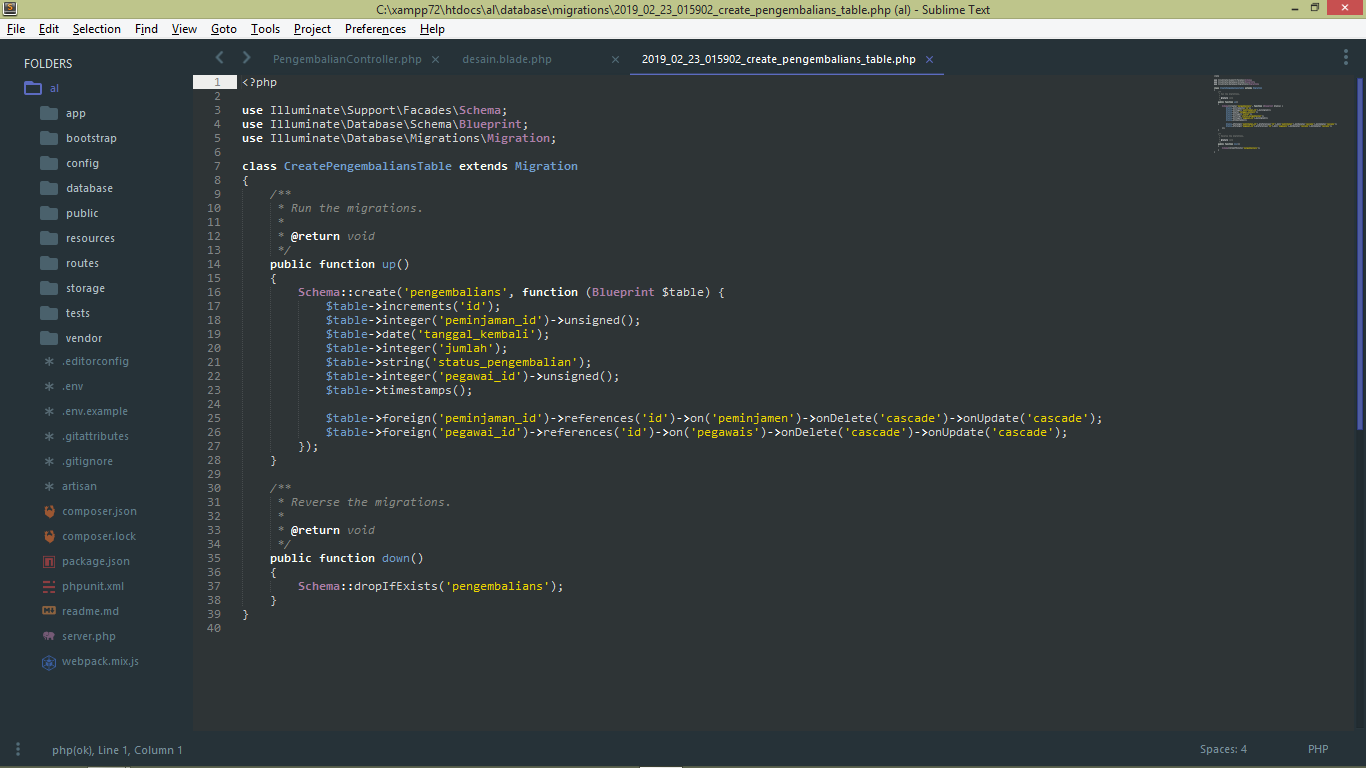 C:\xampp72\htdocs\al\database\migrations\2019_02_23_015902_create_pengembalians_table.php (al) - Sublime Text
File Edit Selection Find View Goto Tools Project Preferences Help
FOLDERS
al
app
bootstrap
config
database
public
resources
routes
storage
tests
vendor
.editorconfig
.env
.env.example
.gitattributes
.gitignore
artisan
composer.json
composer.lock
package.json
phpunit.xml
readme.md
server.php
webpack.mix.js
PengembalianController.php × desain.blade.php × 2019_02_23_015902_create_pengembalians_table.php ×
1 <?php
2
3 use Illuminate\Support\Facades\Schema;
4 use Illuminate\Database\Schema\Blueprint;
5 use Illuminate\Database\Migrations\Migration;
6
7 class CreatePengembaliansTable extends Migration
8 {
9     /**
10      * Run the migrations.
11      *
12      * @return void
13      */
14     public function up()
15     {
16         Schema::create('pengembalians', function (Blueprint $table) {
17             $table->increments('id');
18             $table->integer('peminjaman_id')->unsigned();
19             $table->date('tanggal_kembali');
20             $table->integer('jumlah');
21             $table->string('status_pengembalian');
22             $table->integer('pegawai_id')->unsigned();
23             $table->timestamps();
24
25             $table->foreign('peminjaman_id')->references('id')->on('peminjamen')->onDelete('cascade')->onUpdate('cascade');
26             $table->foreign('pegawai_id')->references('id')->on('pegawais')->onDelete('cascade')->onUpdate('cascade');
27         });
28     }
29
30     /**
31      * Reverse the migrations.
32      *
33      * @return void
34      */
35     public function down()
36     {
37         Schema::dropIfExists('pengembalians');
38     }
39 }
40
php(ok), Line 1, Column 1
Spaces: 4 PHP